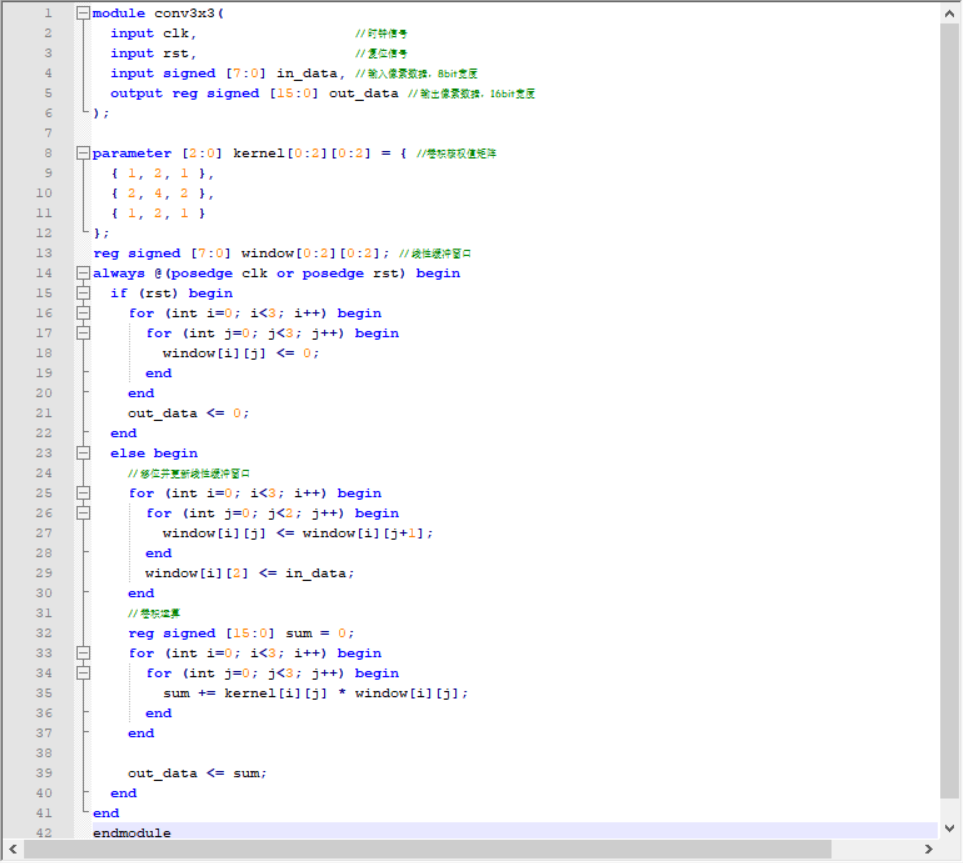 1 module conv3x3(
2 input clk, //时钟信号
3 input rst, //复位信号
4 input signed [7:0] in_data, //输入像素数据，8bit宽度
5 output reg signed [15:0] out_data //输出像素数据，16bit宽度
6 );
7
8 parameter [2:0] kernel[0:2][0:2] = { //卷积核权值矩阵
9 { 1, 2, 1 },
10 { 2, 4, 2 },
11 { 1, 2, 1 }
12 };
13 reg signed [7:0] window[0:2][0:2]; //线性缓冲窗口
14 always @(posedge clk or posedge rst) begin
15 if (rst) begin
16 for (int i=0; i<3; i++) begin
17 for (int j=0; j<3; j++) begin
18 window[i][j] <= 0;
19 end
20 end
21 out_data <= 0;
22 end
23 else begin
24 //移位并更新线性缓冲窗口
25 for (int i=0; i<3; i++) begin
26 for (int j=0; j<2; j++) begin
27 window[i][j] <= window[i][j+1];
28 end
29 window[i][2] <= in_data;
30 end
31 //卷积运算
32 reg signed [15:0] sum = 0;
33 for (int i=0; i<3; i++) begin
34 for (int j=0; j<3; j++) begin
35 sum += kernel[i][j] * window[i][j];
36 end
37 end
38
39 out_data <= sum;
40 end
41 end
42 endmodule